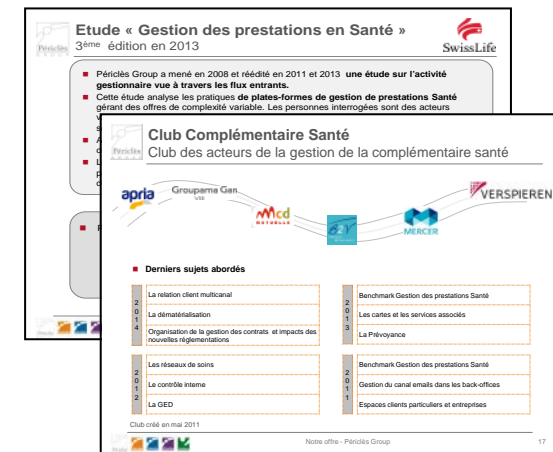 Etude « Gestion des prestations en Santé »
3ème édition en 2013
Périclès
SwissLife
Périclès Group a mené en 2008 et réédité en 2011 et 2013 une étude sur l'activité
gestionnaire vue à travers les flux entrants.
Cette étude analyse les pratiques de plates-formes de gestion de prestations Santé
gérant des offres de complexité variable. Les personnes interrogées sont des acteurs
Club Complémentaire Santé
Club des acteurs de la gestion de la complémentaire santé
Périclès
apria
Groupama Gan
Mcd
MUTUELLE
MERCER
VERSPIEREN
Derniers sujets abordés
2014
La relation client multicanal
La dématérialisation
Organisation de la gestion des contrats et impacts des
nouvelles réglementations
2013
Benchmark Gestion des prestations Santé
Les cartes et les services associés
La Prévoyance
2012
Les réseaux de soins
Le contrôle interne
La GED
2011
Benchmark Gestion des prestations Santé
Gestion du canal emails dans les back-offices
Espaces clients particuliers et entreprises
Club créé en mai 2011
Notre offre - Périclès Group
17